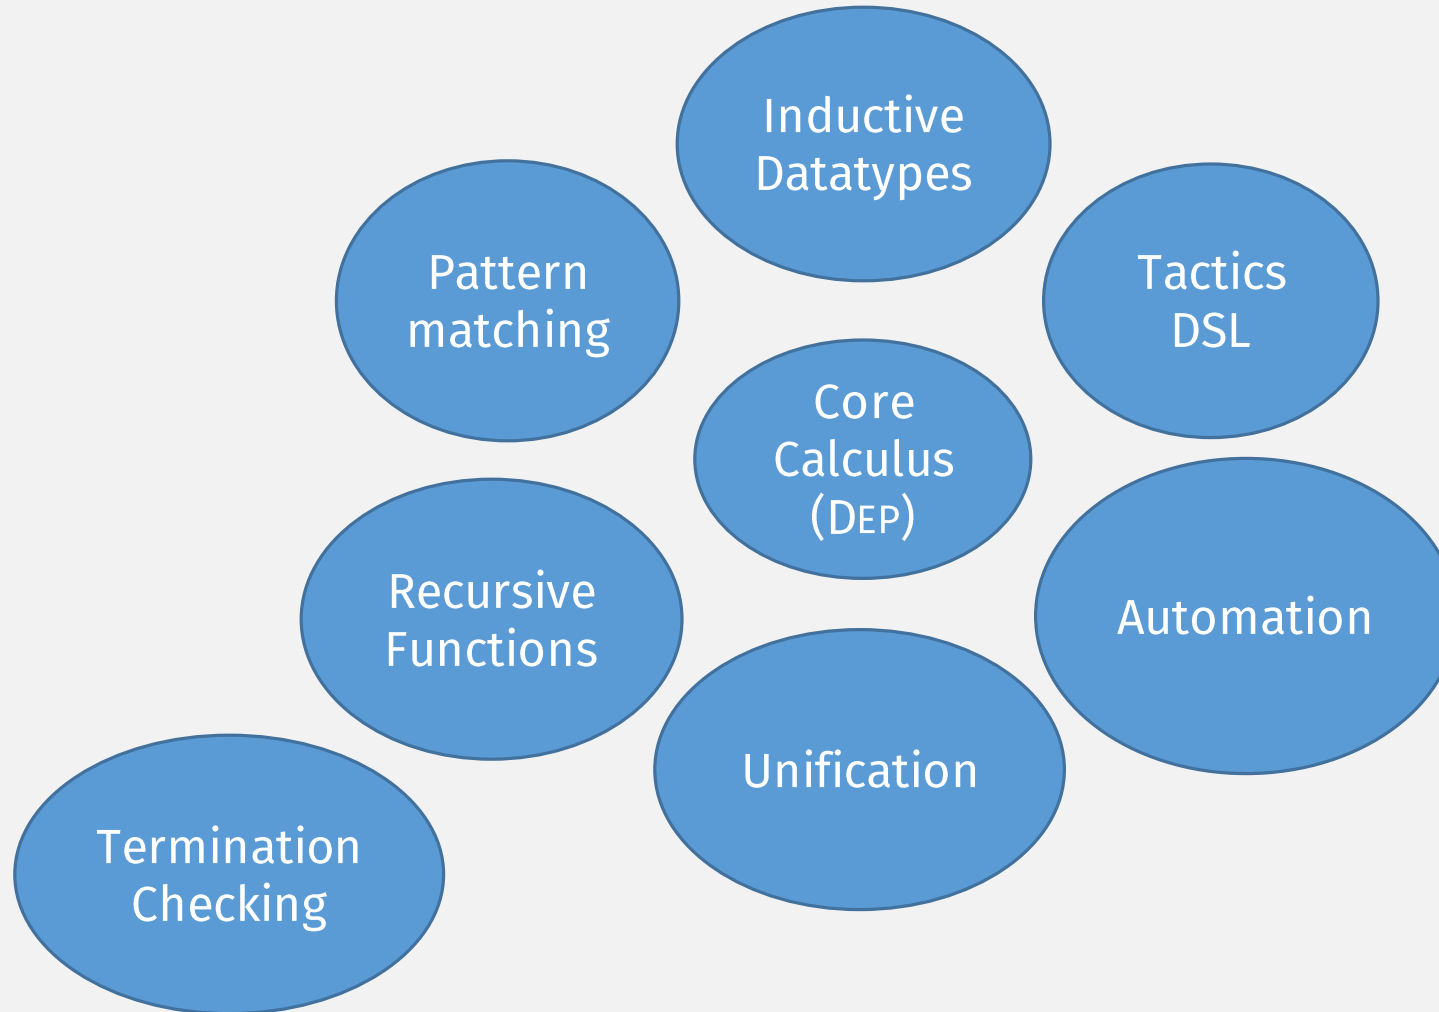 Inductive
Datatypes
Pattern
matching
Tactics
DSL
Core
Calculus
(DEP)
Recursive
Functions
Automation
Unification
Termination
Checking